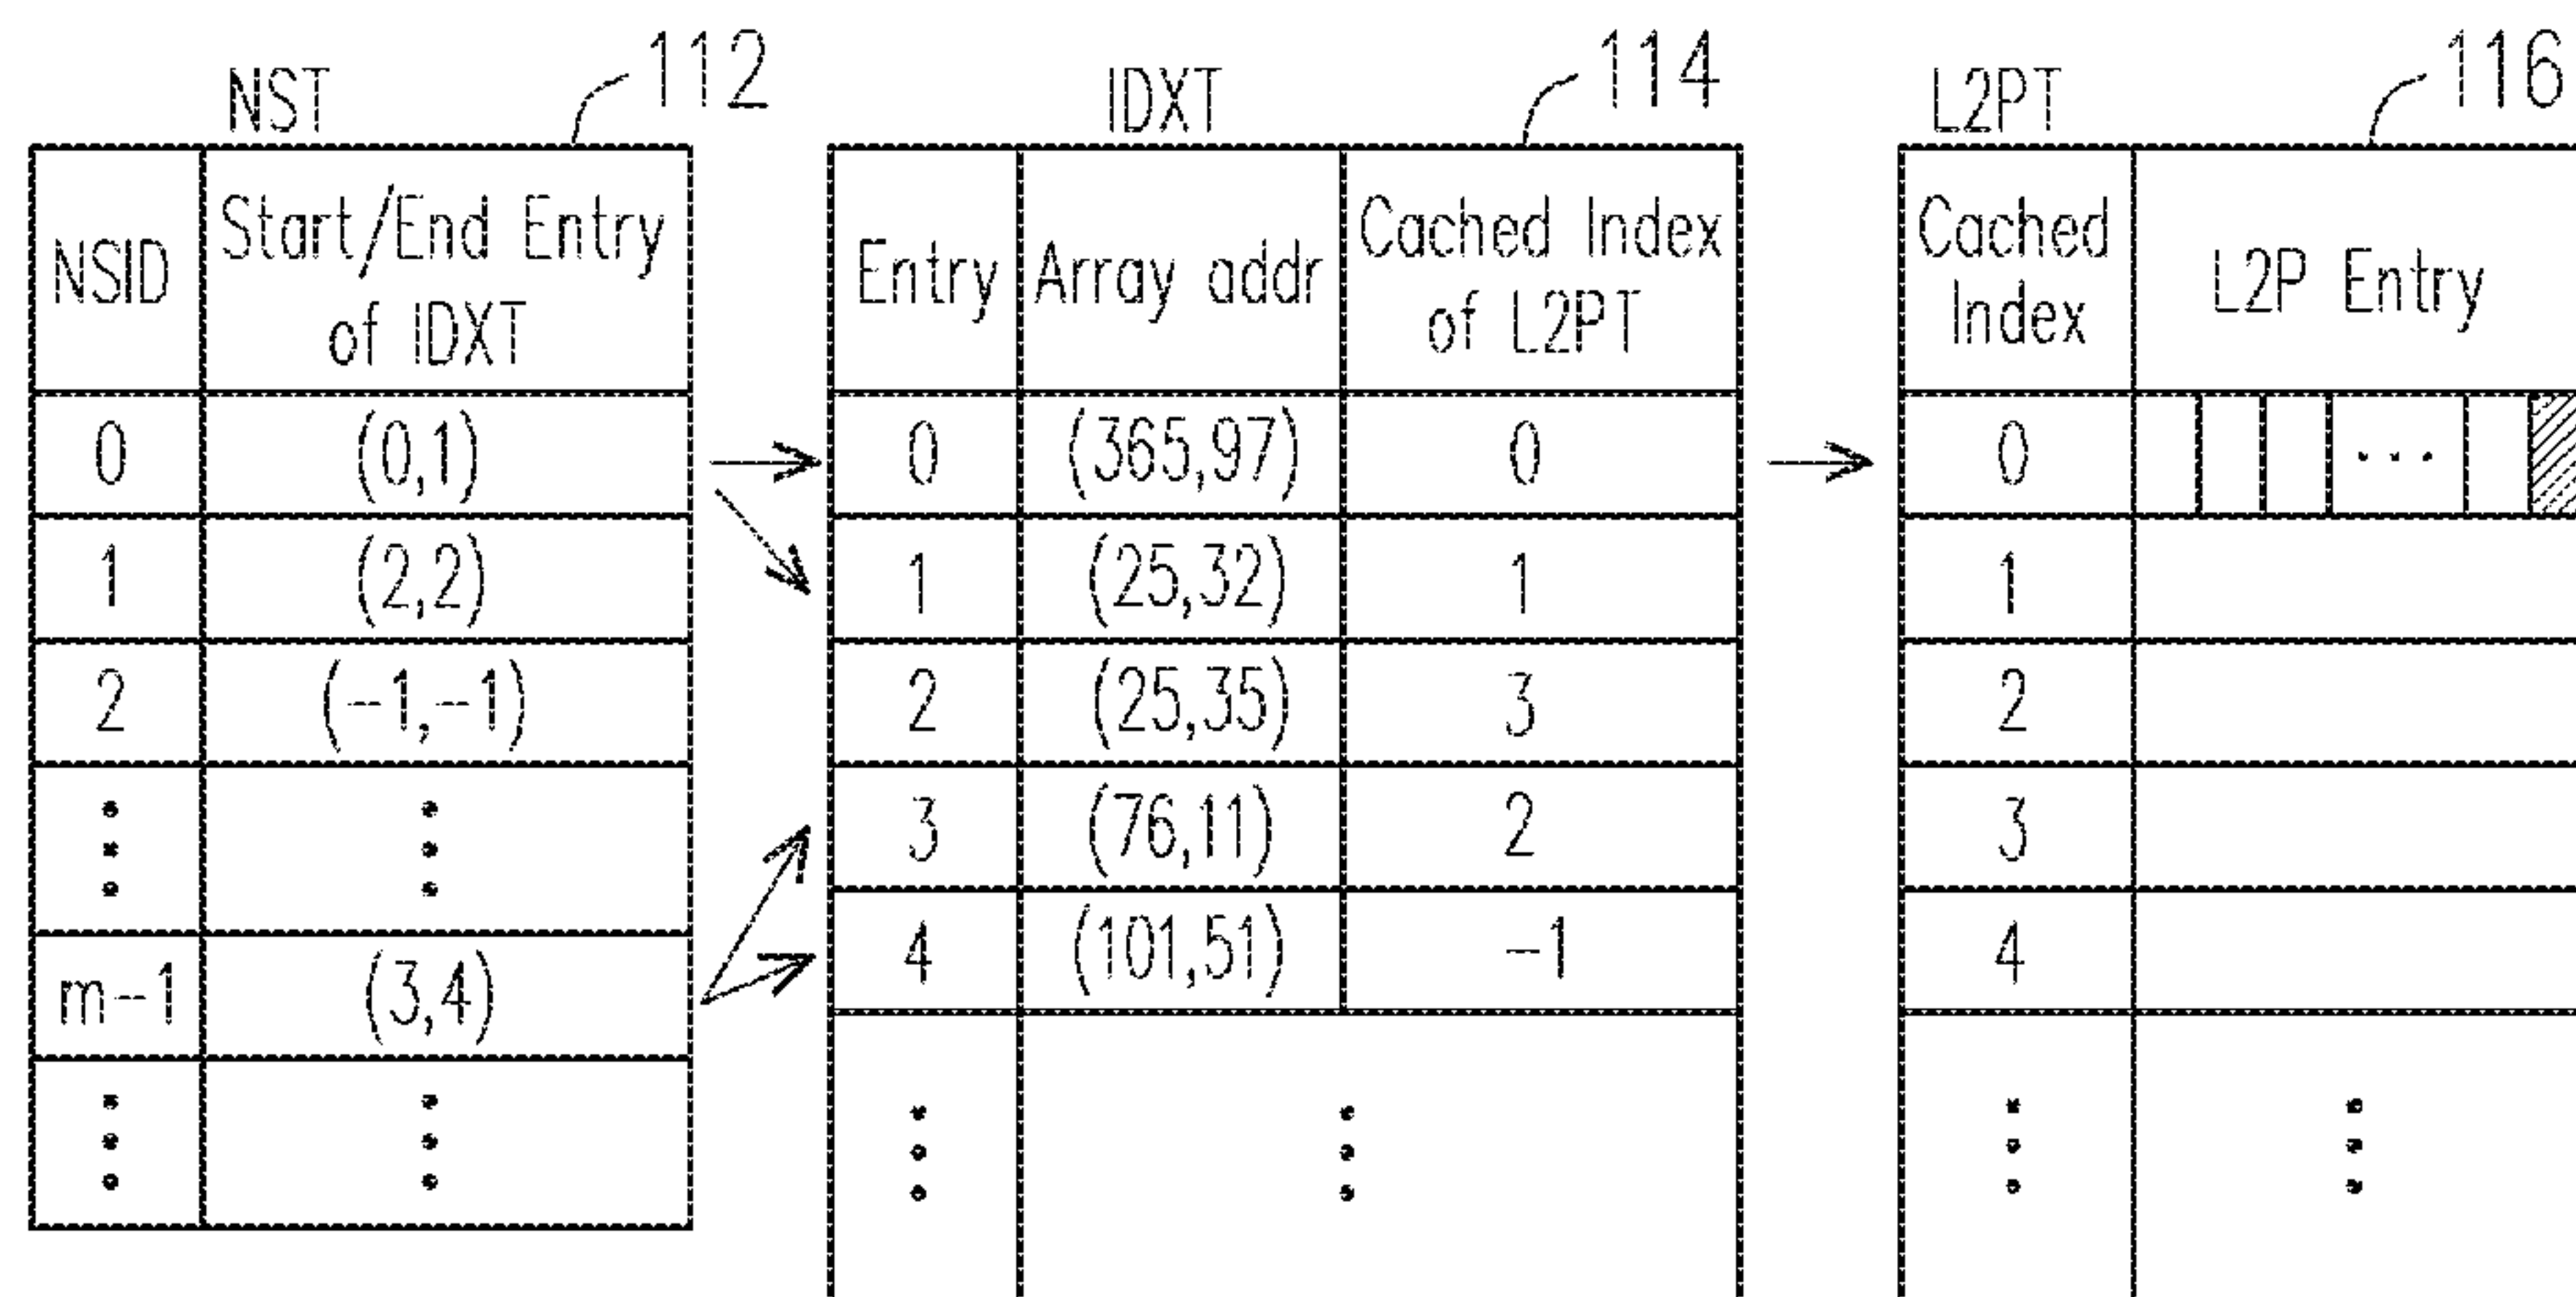 112
NST
NSID
Start/End Entry
of IDXT
0 (0,1)
1 (2,2)
2 (-1,-1)
m-1 (3,4)
114
IDXT
Entry
Array addr
Cached Index
of L2PT
0 (365,97) 0
1 (25,32) 1
2 (25,35) 3
3 (76,11) 2
4 (101,51) -1
116
L2PT
Cached
Index
L2P Entry
0 ...
1
2
3
4